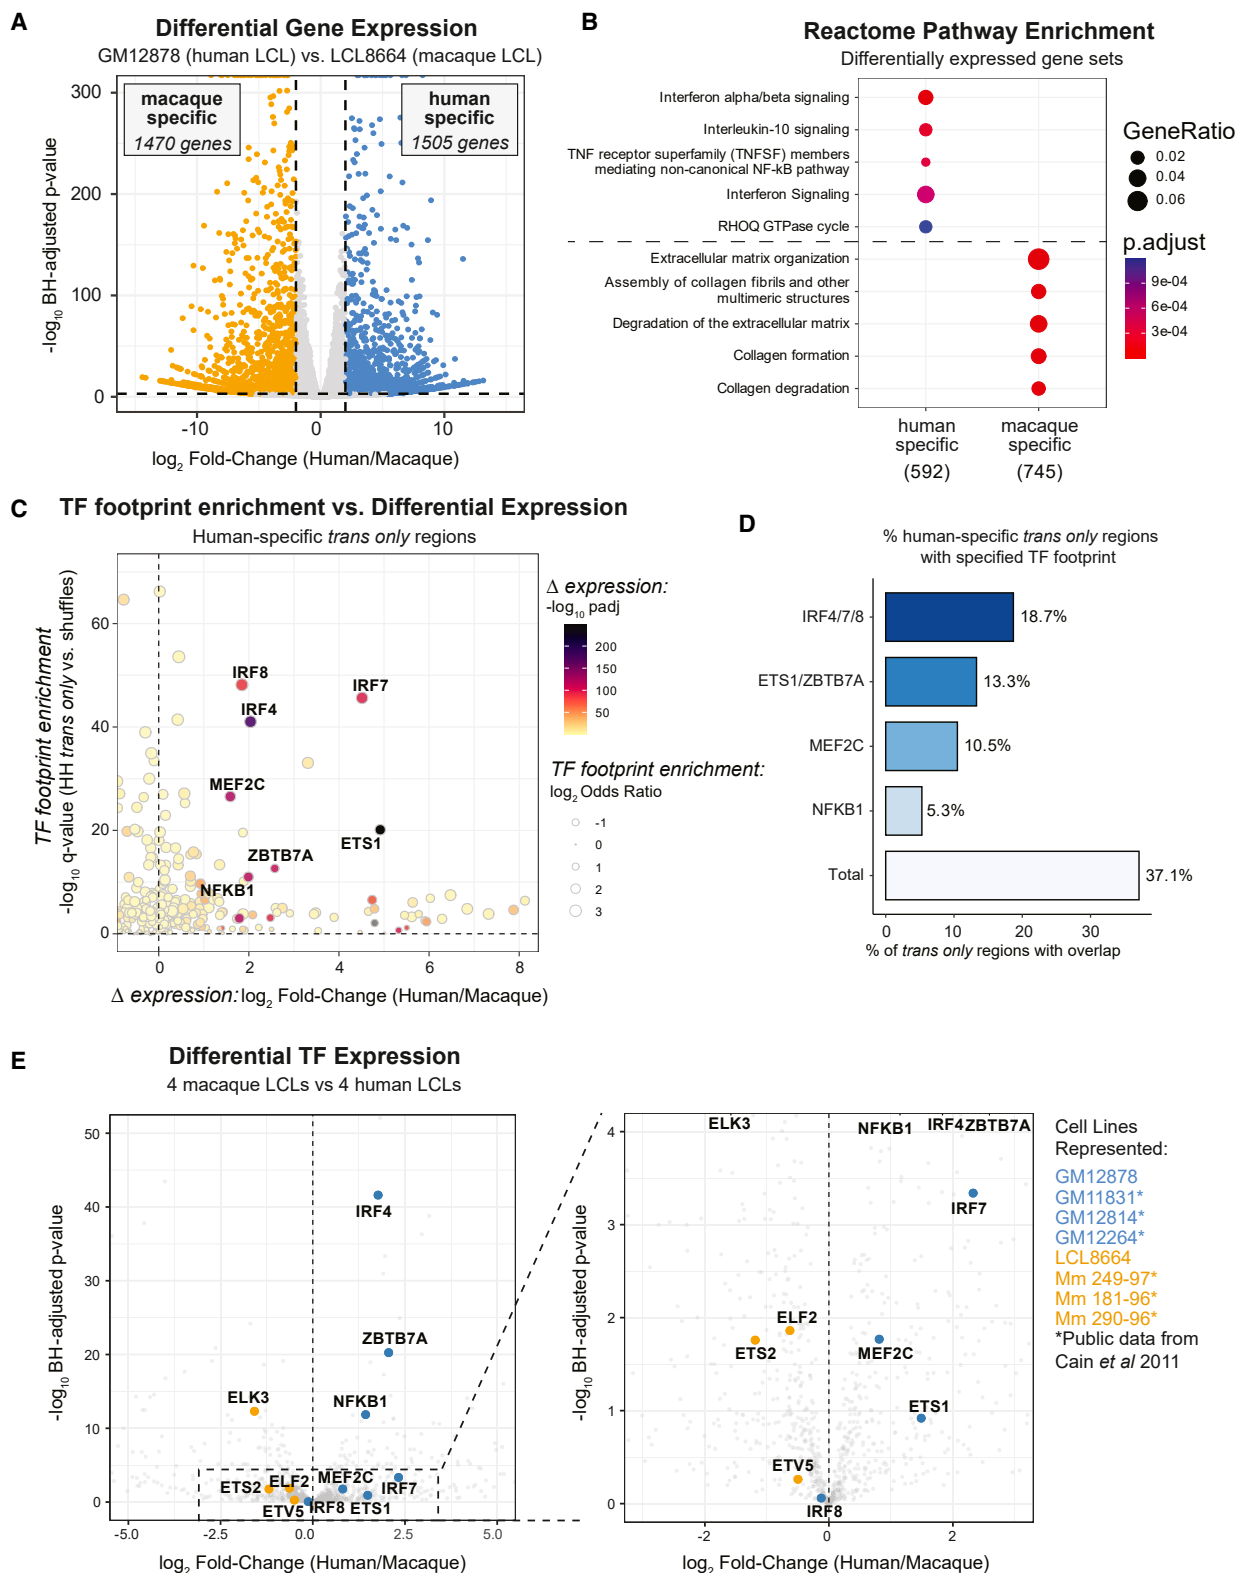 A
Differential Gene Expression
GM12878 (human LCL) vs. LCL8664 (macaque LCL)
-log10 BH-adjusted p-value
300
200
100
0
macaque
specific
1470 genes
human
specific
1505 genes
-10
0
10
log2 Fold-Change (Human/Macaque)
B
Reactome Pathway Enrichment
Differentially expressed gene sets
Interferon alpha/beta signaling
Interleukin-10 signaling
TNF receptor superfamily (TNFSF) members
mediating non-canonical NF-kB pathway
Interferon Signaling
RHOQ GTPase cycle
Extracellular matrix organization
Assembly of collagen fibrils and other
multimeric structures
Degradation of the extracellular matrix
Collagen formation
Collagen degradation
human
specific
(592)
macaque
specific
(745)
GeneRatio
0.02
0.04
0.06
p.adjust
9e-04
6e-04
3e-04
C
TF footprint enrichment vs. Differential Expression
Human-specific trans only regions
TF footprint enrichment
-log10 q-value (HH trans only vs. shuffles)
60
40
20
0
IRF8
IRF7
IRF4
MEF2C
ETS1
ZBTB7A
NFKB1
0
2
4
6
8
Δ expression: log2 Fold-Change (Human/Macaque)
Δ expression:
-log10 padj
200
150
100
50
TF footprint enrichment:
log2 Odds Ratio
-1
0
1
2
3
D
% human-specific trans only regions
with specified TF footprint
IRF4/7/8
18.7%
ETS1/ZBTB7A
13.3%
MEF2C
10.5%
NFKB1
5.3%
Total
37.1%
0
10
20
30
% of trans only regions with overlap
E
Differential TF Expression
4 macaque LCLs vs 4 human LCLs
-log10 BH-adjusted p-value
50
40
30
20
10
0
IRF4
ZBTB7A
ELK3
NFKB1
ETS2
ELF2
MEF2C
IRF7
ETV5
IRF8
ETS1
-5.0
-2.5
0.0
2.5
5.0
log2 Fold-Change (Human/Macaque)
-log10 BH-adjusted p-value
4
3
2
1
0
ELK3
NFKB1
IRF4
ZBTB7A
IRF7
ELF2
ETS2
MEF2C
ETS1
ETV5
IRF8
-2
0
2
log2 Fold-Change (Human/Macaque)
Cell Lines
Represented:
GM12878
GM11831*
GM12814*
GM12264*
LCL8664
Mm 249-97*
Mm 181-96*
Mm 290-96*
*Public data from
Cain et al 2011